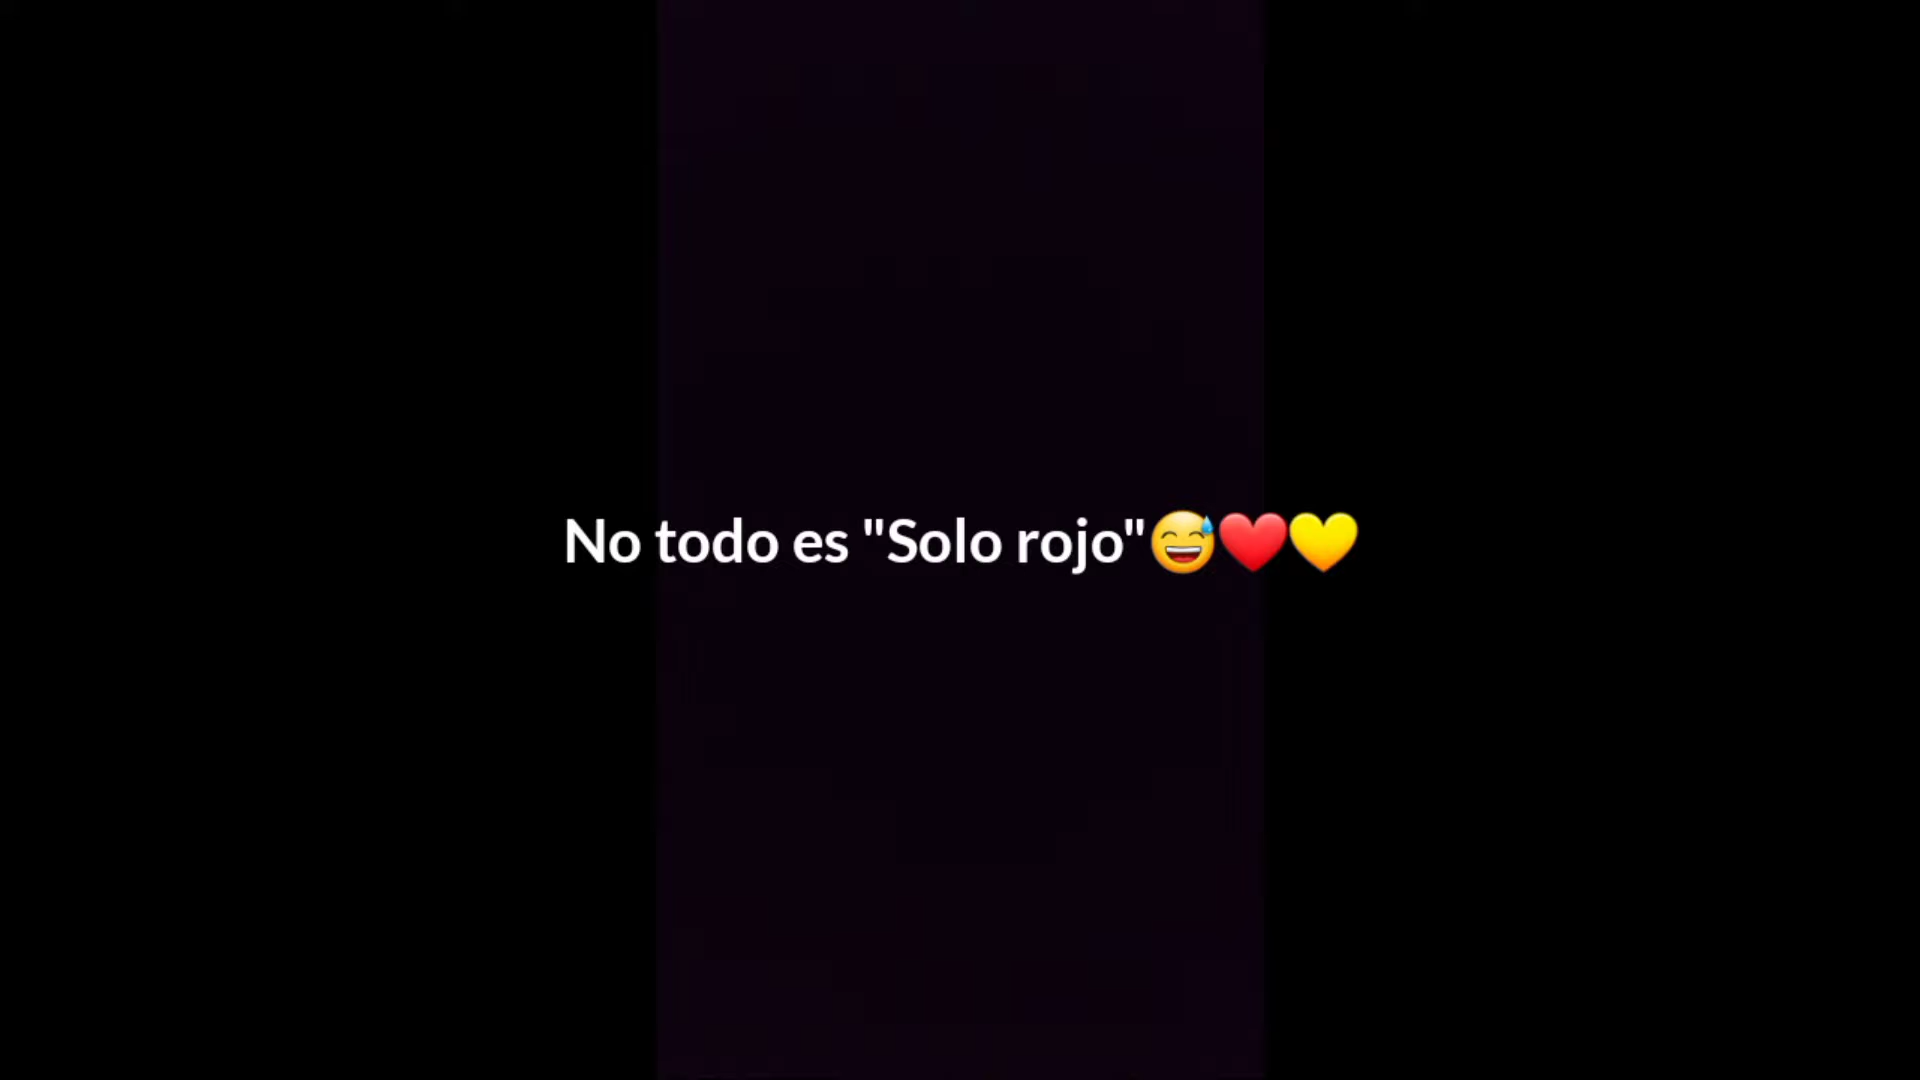 No todo es "Solo rojo"😅❤️💛